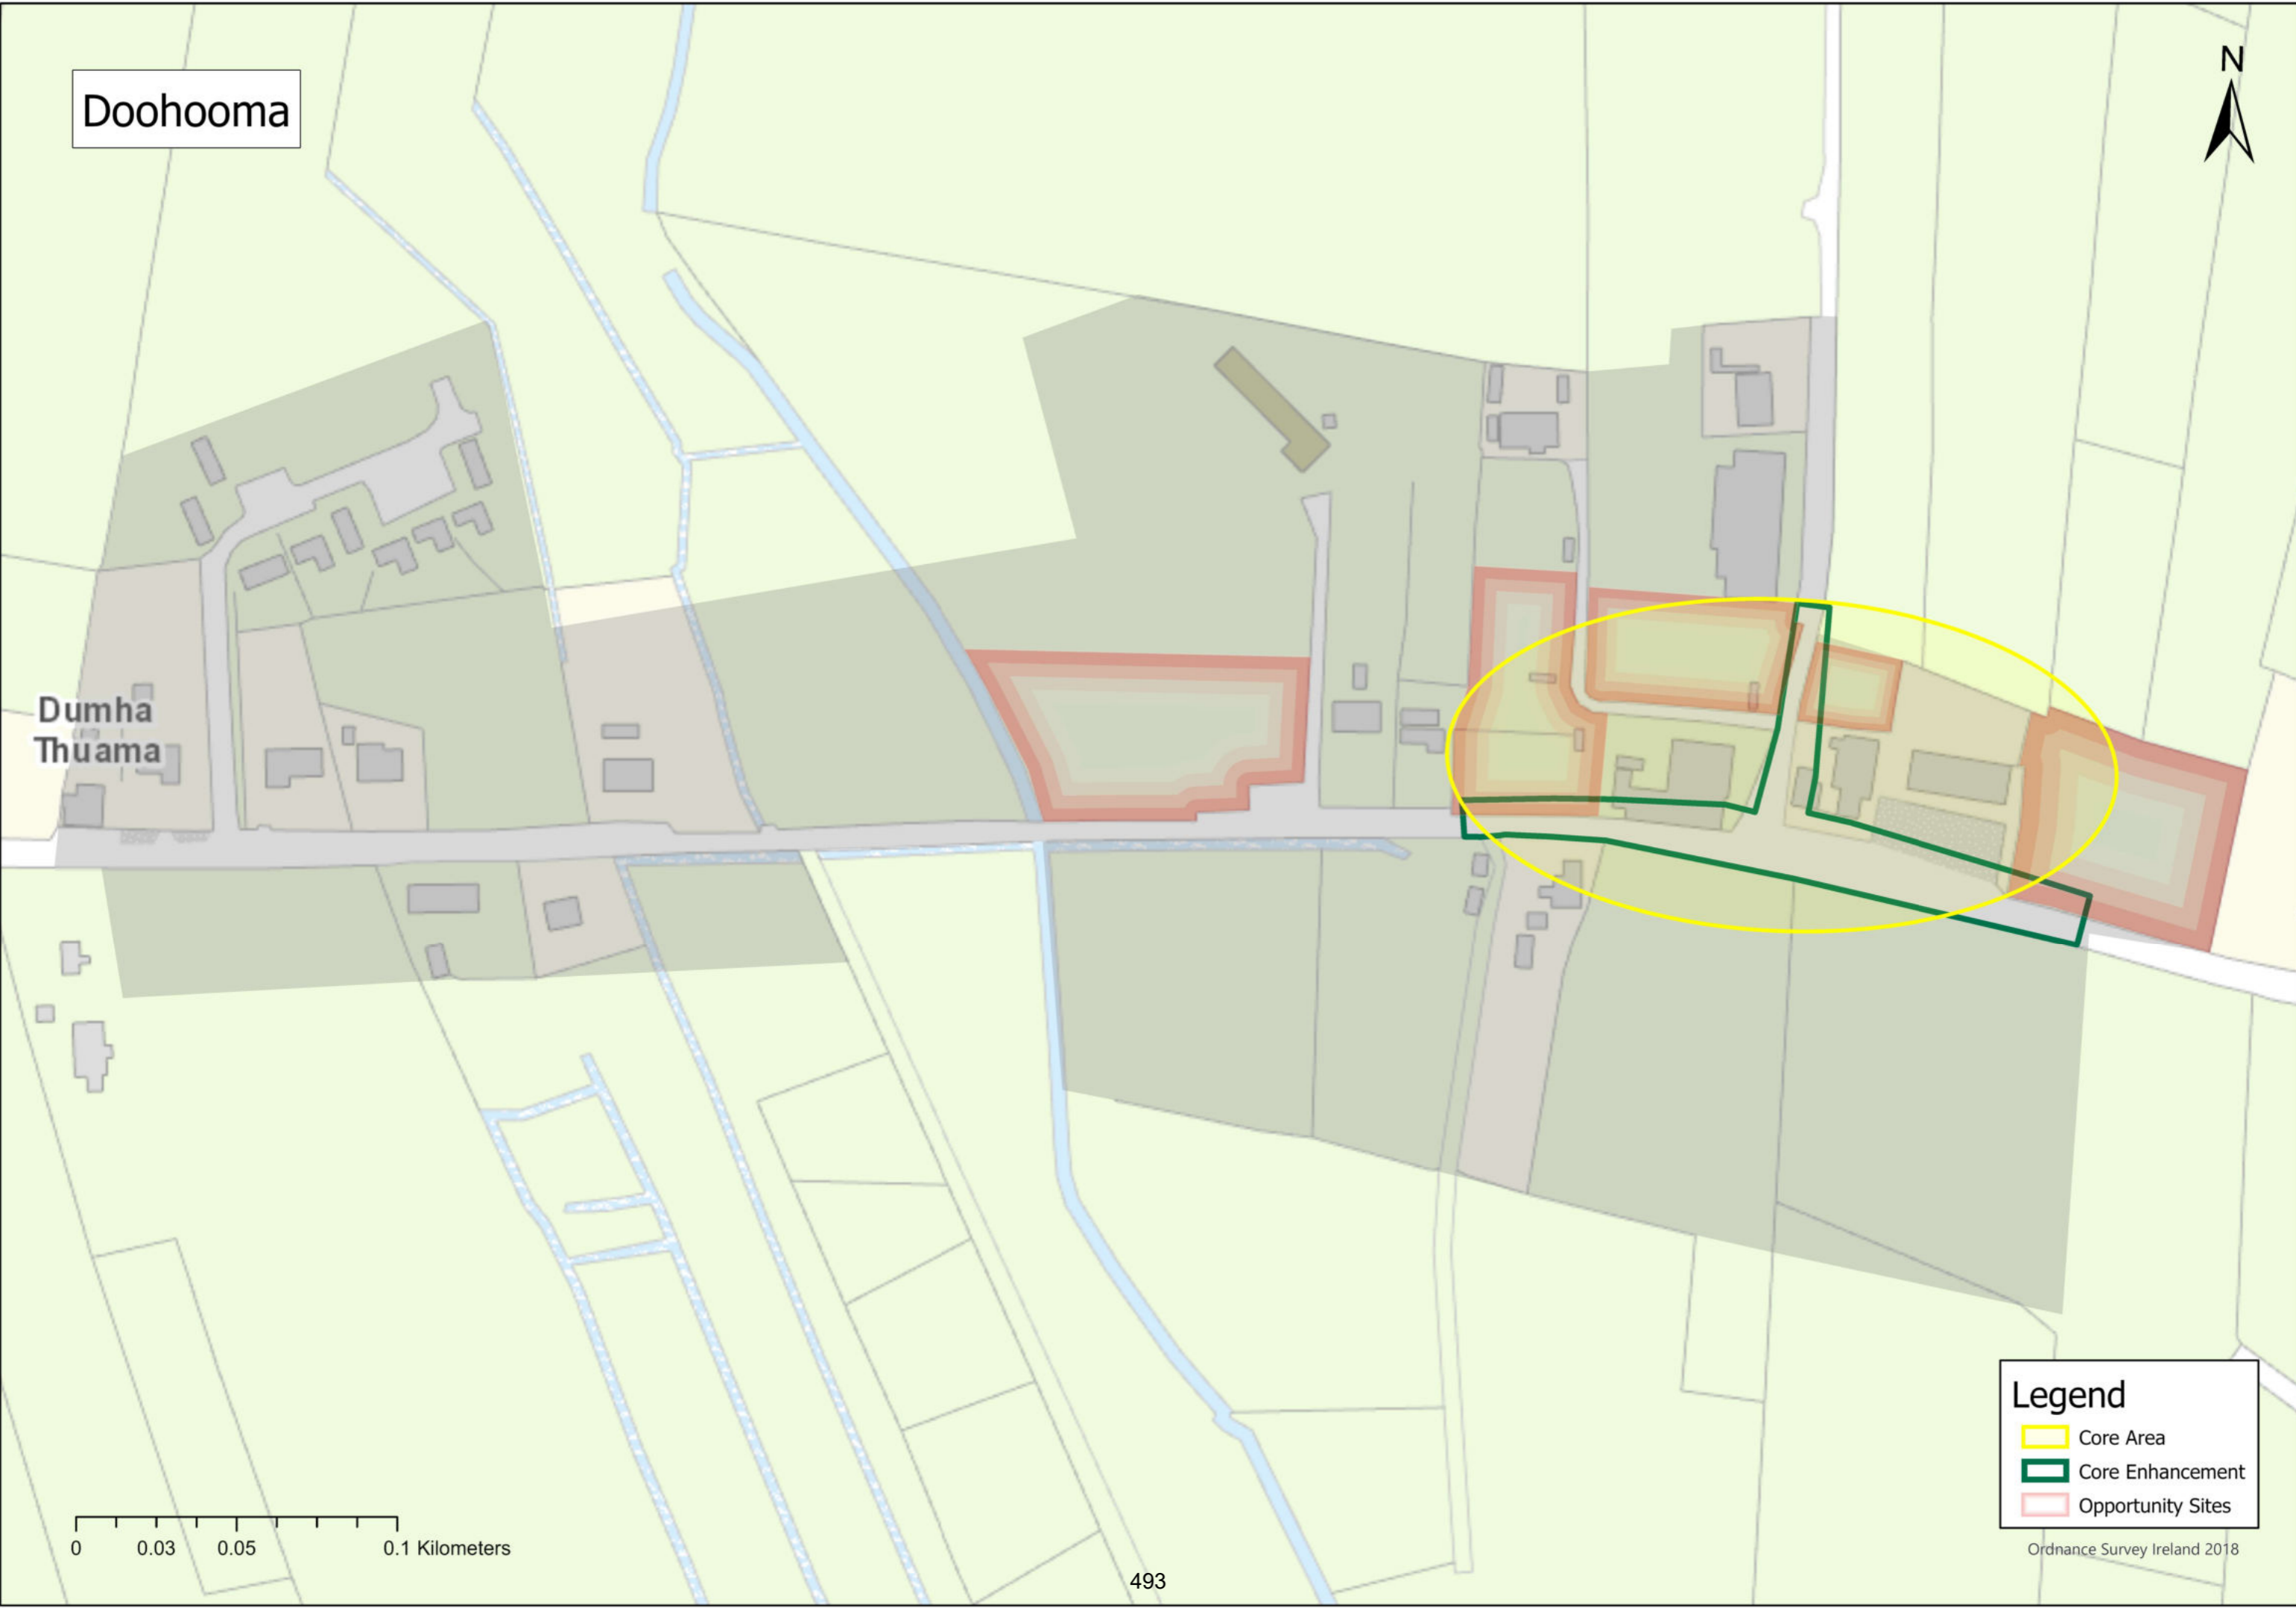 Doohooma
N
Dumha
Thuama
Legend
Core Area
Core Enhancement
Opportunity Sites
Ordnance Survey Ireland 2018
0 0.03 0.05 0.1 Kilometers
493